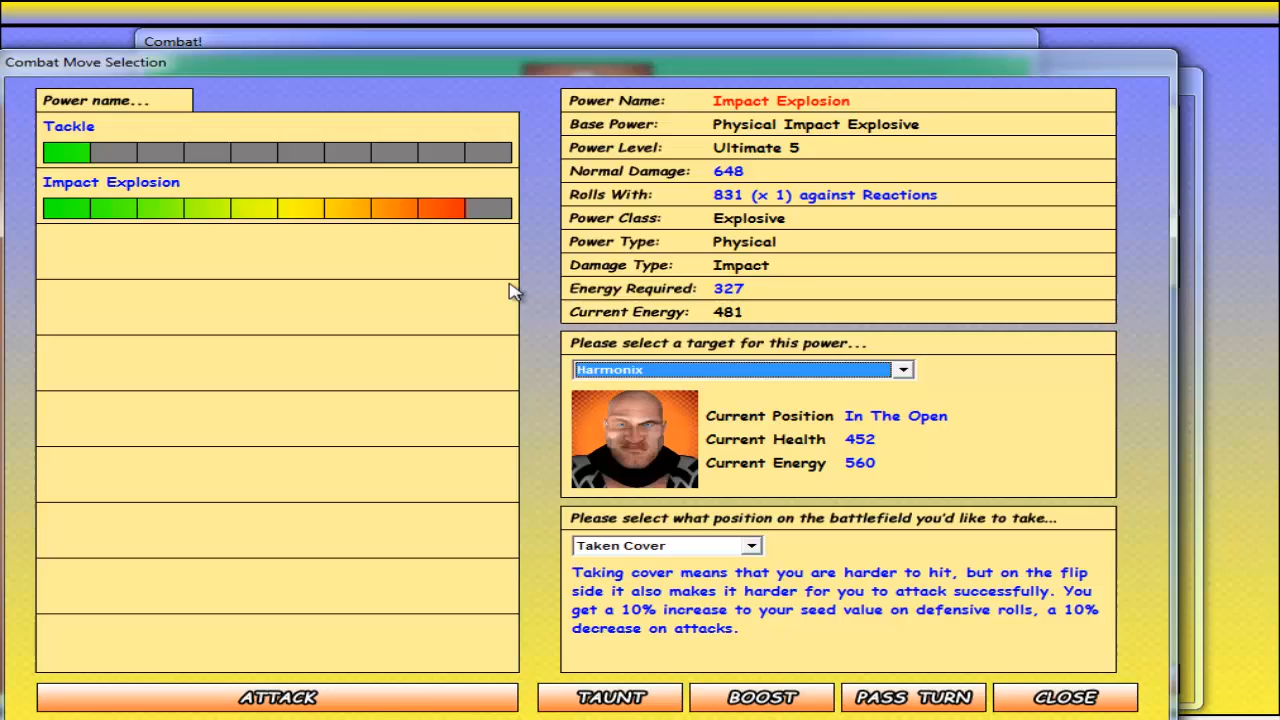 Combat!
Combat Move Selection
Power name...
Tackle
Impact Explosion
Power Name: Impact Explosion
Base Power: Physical Impact Explosive
Power Level: Ultimate 5
Normal Damage: 648
Rolls With: 831 (x 1) against Reactions
Power Class: Explosive
Power Type: Physical
Damage Type: Impact
Energy Required: 327
Current Energy: 481
Please select a target for this power...
Harmonix
Current Position In The Open
Current Health 452
Current Energy 560
Please select what position on the battlefield you'd like to take...
Taken Cover
Taking cover means that you are harder to hit, but on the flip
side it also makes it harder for you to attack successfully. You
get a 10% increase to your seed value on defensive rolls, a 10%
decrease on attacks.
ATTACK TAUNT BOOST PASS TURN CLOSE